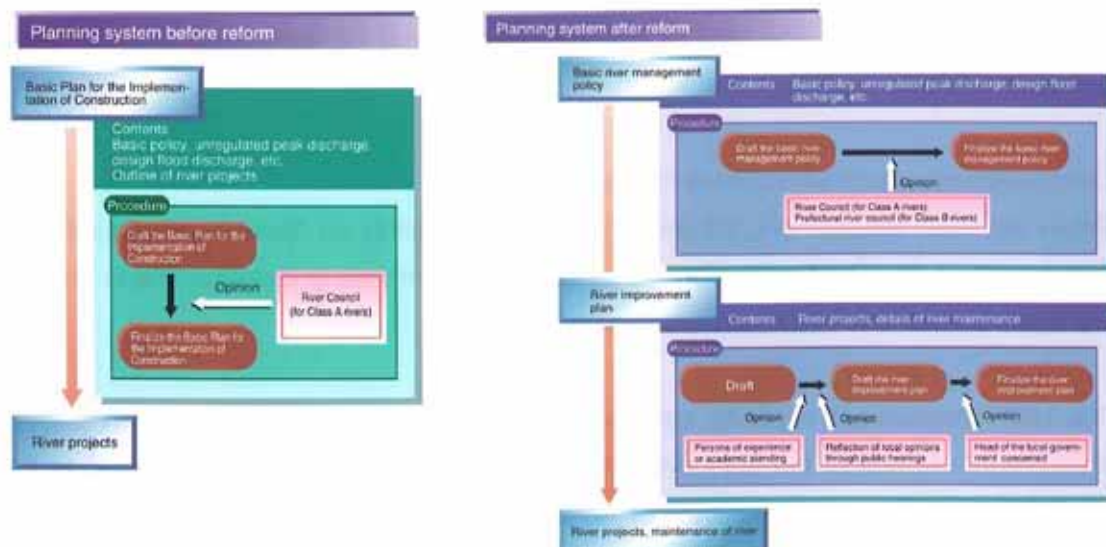 Planning system before reform
Basic Plan for the Implemen-
tation of Construction
Contents
Basic policy, unregulated peak discharge,
design flood discharge, etc.
Outline of river projects
Procedure
Draft the Basic Plan for the
Implementation of
Construction
Opinion
River Council
(for Class A rivers)
Finalize the Basic Plan for
the Implementation of
Construction
River projects
Planning system after reform
Basic river management
policy
Contents Basic policy, unregulated peak discharge, design flood
discharge, etc.
Procedure
Draft the basic river
management policy
Finalize the basic river
management policy
Opinion
River Council (for Class A rivers)
Prefectural river council (for Class B rivers)
River improvement
plan
Contents River projects, details of river maintenance
Procedure
Draft
Draft the river
improvement plan
Finalize the river
improvement plan
Opinion
Opinion
Opinion
Persons of experience
or academic standing
Reflection of local opinions
through public hearings
Head of the local govern-
ment concerned
River projects, maintenance of river